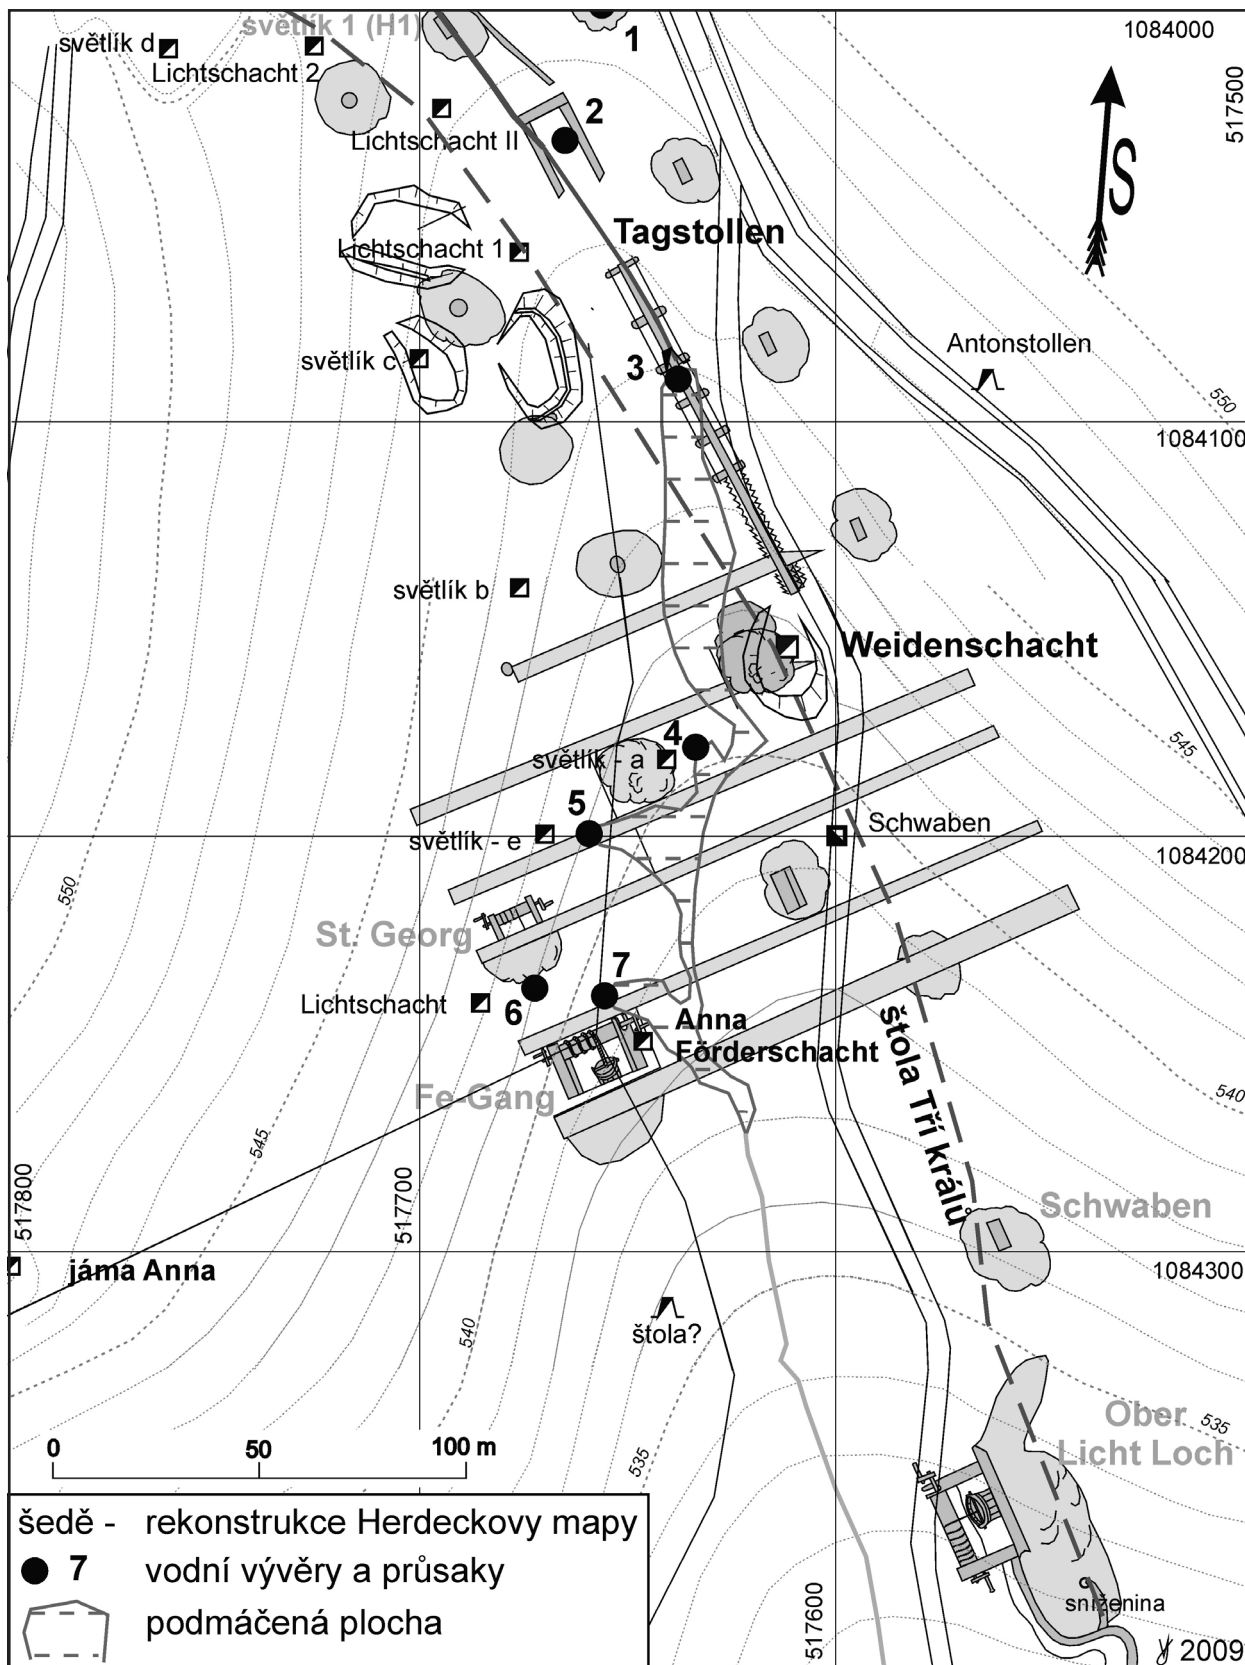 světlík 1 (H1)
světlík d
Lichtschacht 2
1
1084000
517500
2
Lichtschacht II
S
Tagstollen
Lichtschacht 1
světlík c
3
Antonstollen
550
1084100
světlík b
Weidenschacht
4
545
světlík - a
5
Schwaben
světlík - e
1084200
550
St. Georg
7
Lichtschacht
6
Anna
Förderschacht
štola Tří králů
Fe-Gang
540
545
517800
517700
Schwaben
jáma Anna
1084300
540
štola?
Ober
Licht Loch
535
535
0 50 100 m
517600
sníženina
2009
šedě - rekonstrukce Herdeckovy mapy
7 vodní vývěry a průsaky
podmáčená plocha